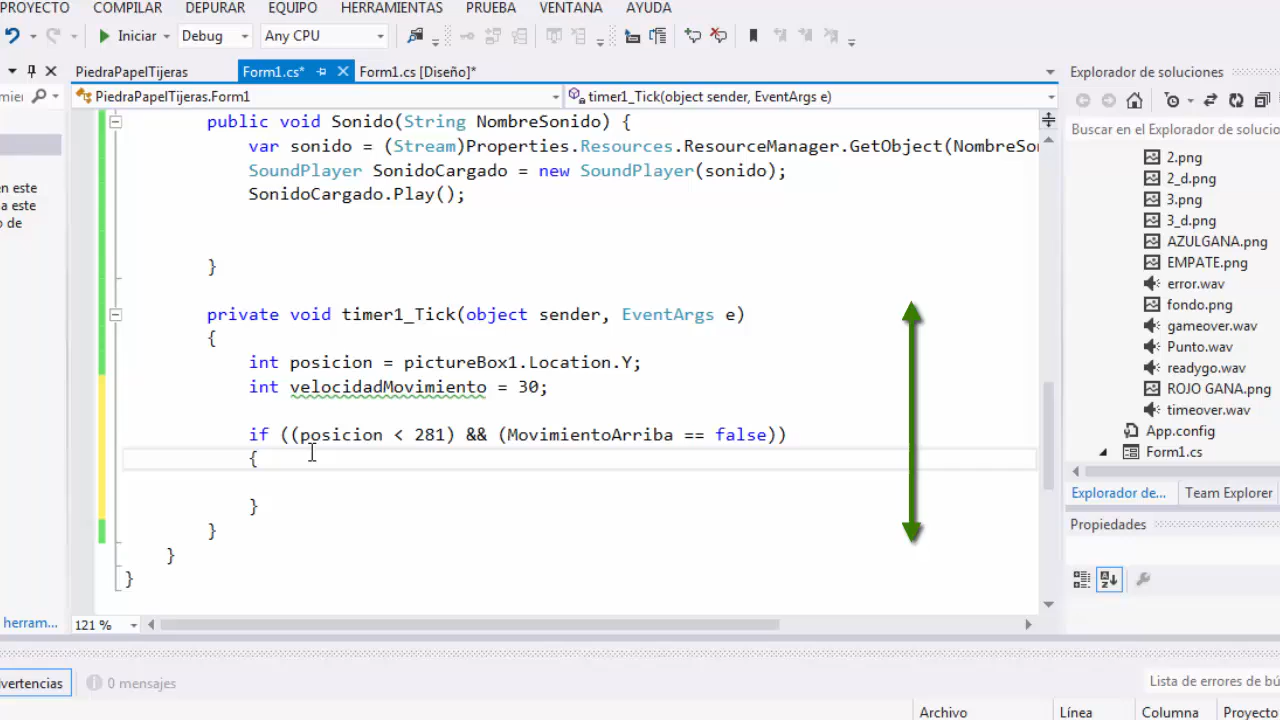 PROYECTO COMPILAR DEPURAR EQUIPO HERRAMIENTAS PRUEBA VENTANA AYUDA
Iniciar Debug Any CPU
PiedraPapelTijeras Form1.cs* Form1.cs [Diseño]* Explorador de soluciones
PiedraPapelTijeras.Form1 timer1_Tick(object sender, EventArgs e)
Buscar en el Explorador de solucio
public void Sonido(String NombreSonido) {
var sonido = (Stream)Properties.Resources.ResourceManager.GetObject(NombreSon
SoundPlayer SonidoCargado = new SoundPlayer(sonido);
SonidoCargado.Play();
}
private void timer1_Tick(object sender, EventArgs e)
{
int posicion = pictureBox1.Location.Y;
int velocidadMovimiento = 30;
if ((posicion < 281) && (MovimientoArriba == false))
{
}
}
}
}
en este
a este
o de
2.png
2_d.png
3.png
3_d.png
AZULGANA.png
EMPATE.png
error.wav
fondo.png
gameover.wav
Punto.wav
readygo.wav
ROJO GANA.png
timeover.wav
App.config
Form1.cs
Explorador de... Team Explorer
Propiedades
herram... 121 %
vertencias 0 mensajes
Lista de errores de bú
Archivo Línea Columna Proyecto